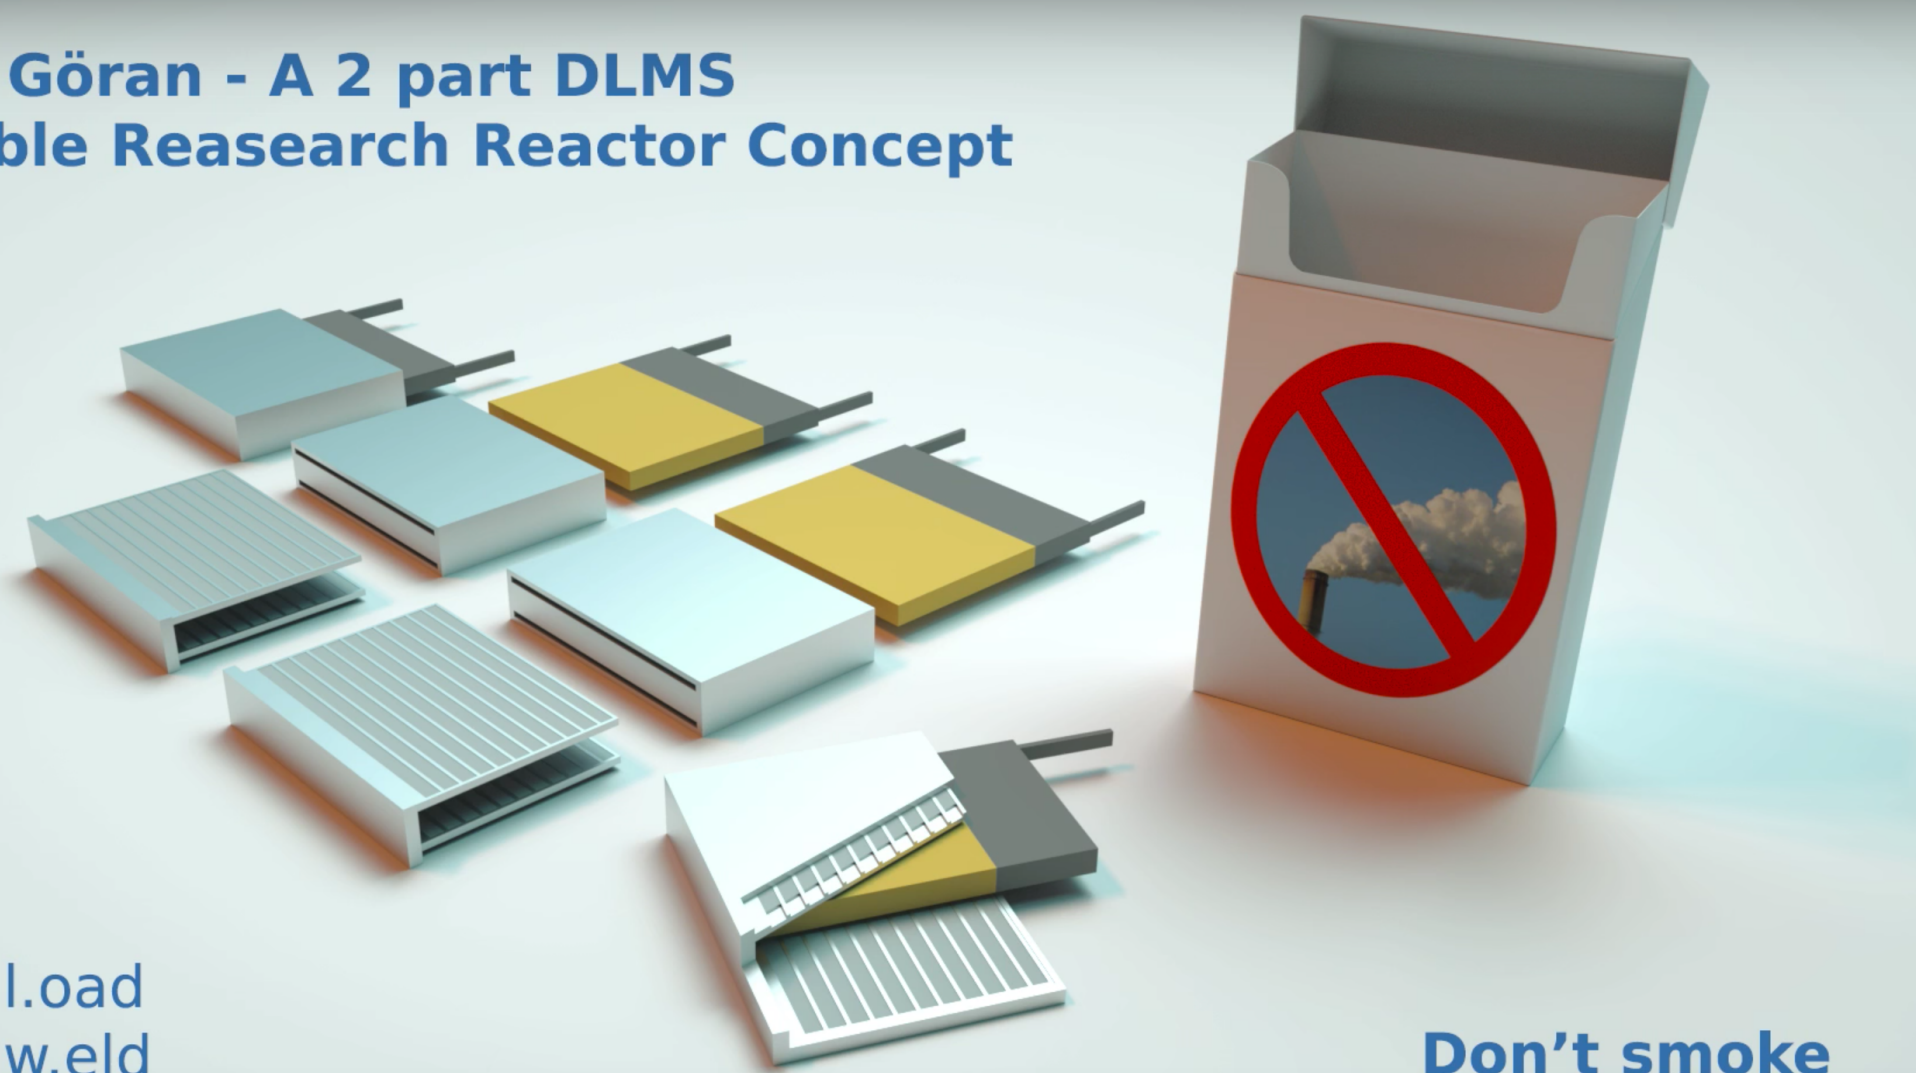 Göran - A 2 part DLMS
ble Reasearch Reactor Concept
l.oad
w.eld
Don’t smoke